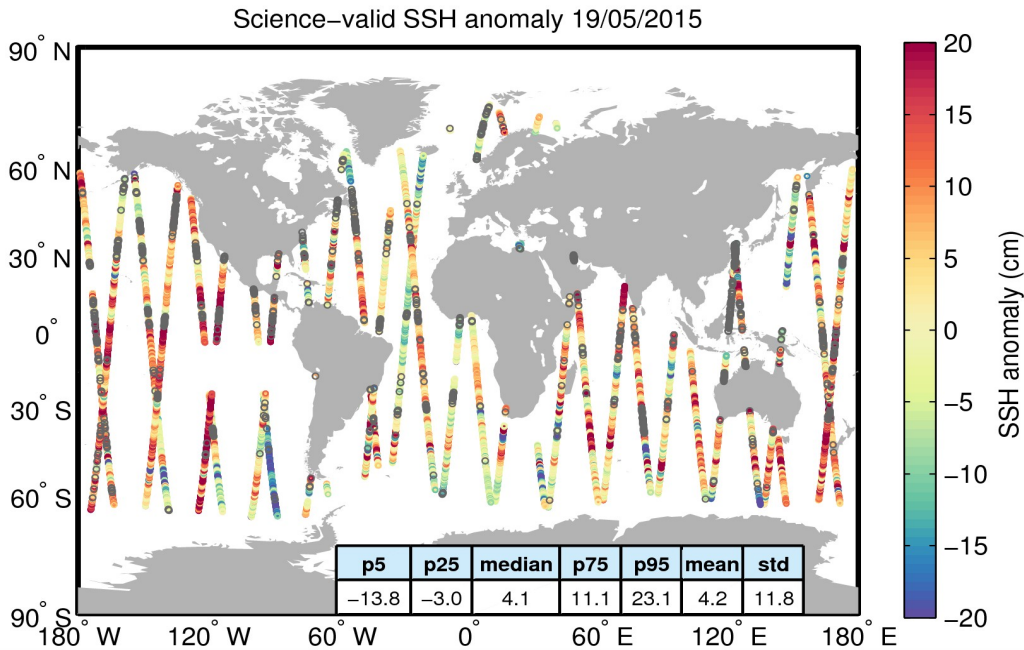 Science−valid SSH anomaly 19/05/2015
90° N
60° N
30° N
0°
30° S
60° S
90° S
180° W
120° W
60° W
0°
60° E
120° E
180° E
p5 p25 median p75 p95 mean std
−13.8 −3.0 4.1 11.1 23.1 4.2 11.8
20
15
10
5
0
−5
−10
−15
−20
SSH anomaly (cm)